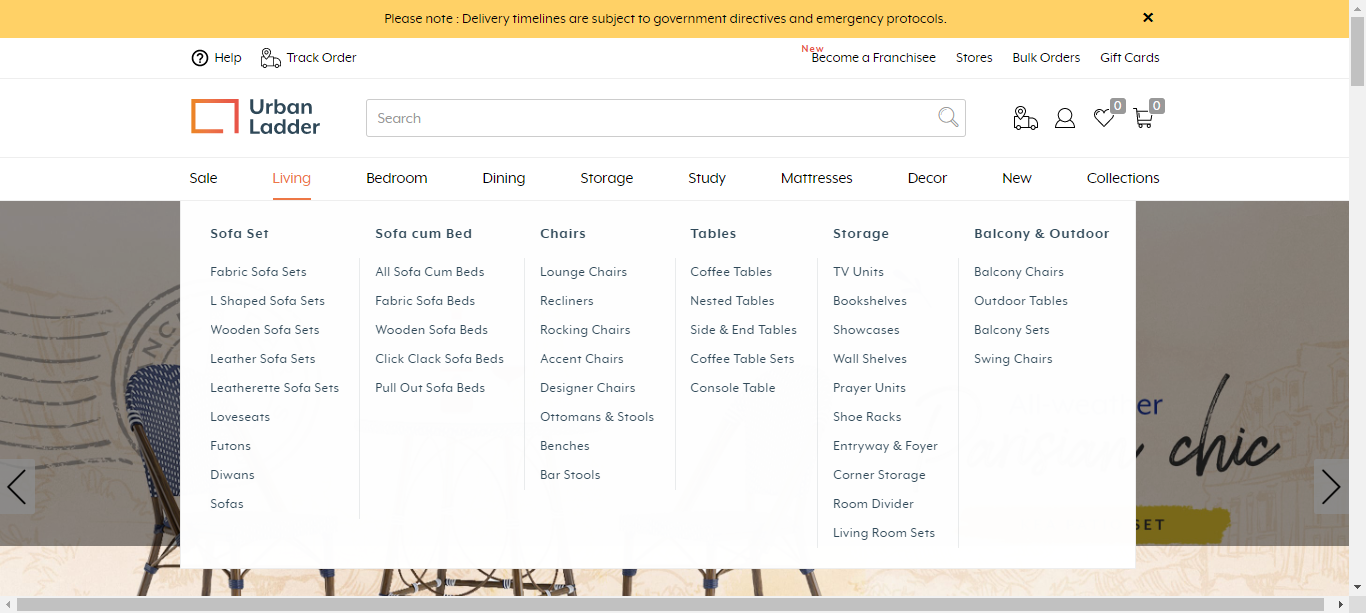 Please note : Delivery timelines are subject to government directives and emergency protocols.
Help
Track Order
New
Become a Franchisee
Stores
Bulk Orders
Gift Cards
Urban
Ladder
Search
0
0
Sale
Living
Bedroom
Dining
Storage
Study
Mattresses
Decor
New
Collections
Sofa Set
Fabric Sofa Sets
L Shaped Sofa Sets
Wooden Sofa Sets
Leather Sofa Sets
Leatherette Sofa Sets
Loveseats
Futons
Diwans
Sofas
Sofa cum Bed
All Sofa Cum Beds
Fabric Sofa Beds
Wooden Sofa Beds
Click Clack Sofa Beds
Pull Out Sofa Beds
Chairs
Lounge Chairs
Recliners
Rocking Chairs
Accent Chairs
Designer Chairs
Ottomans & Stools
Benches
Bar Stools
Tables
Coffee Tables
Nested Tables
Side & End Tables
Coffee Table Sets
Console Table
Storage
TV Units
Bookshelves
Showcases
Wall Shelves
Prayer Units
Shoe Racks
Entryway & Foyer
Corner Storage
Room Divider
Living Room Sets
Balcony & Outdoor
Balcony Chairs
Outdoor Tables
Balcony Sets
Swing Chairs
All weather
Parisian chic
SET